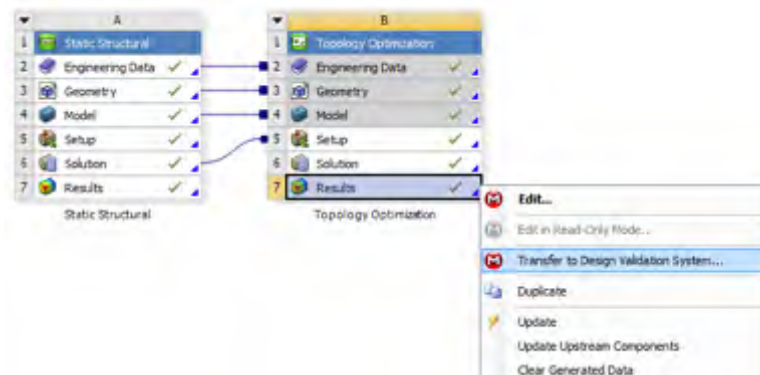 A
1 Static Structural
2 Engineering Data
3 Geometry
4 Model
5 Setup
6 Solution
7 Results
Static Structural
B
1 Topology Optimization
2 Engineering Data
3 Geometry
4 Model
5 Setup
6 Solution
7 Results
Topology Optimization
Edit...
Edit in Read-Only Mode...
Transfer to Design Validation System...
Duplicate
Update
Update Upstream Components
Clear Generated Data